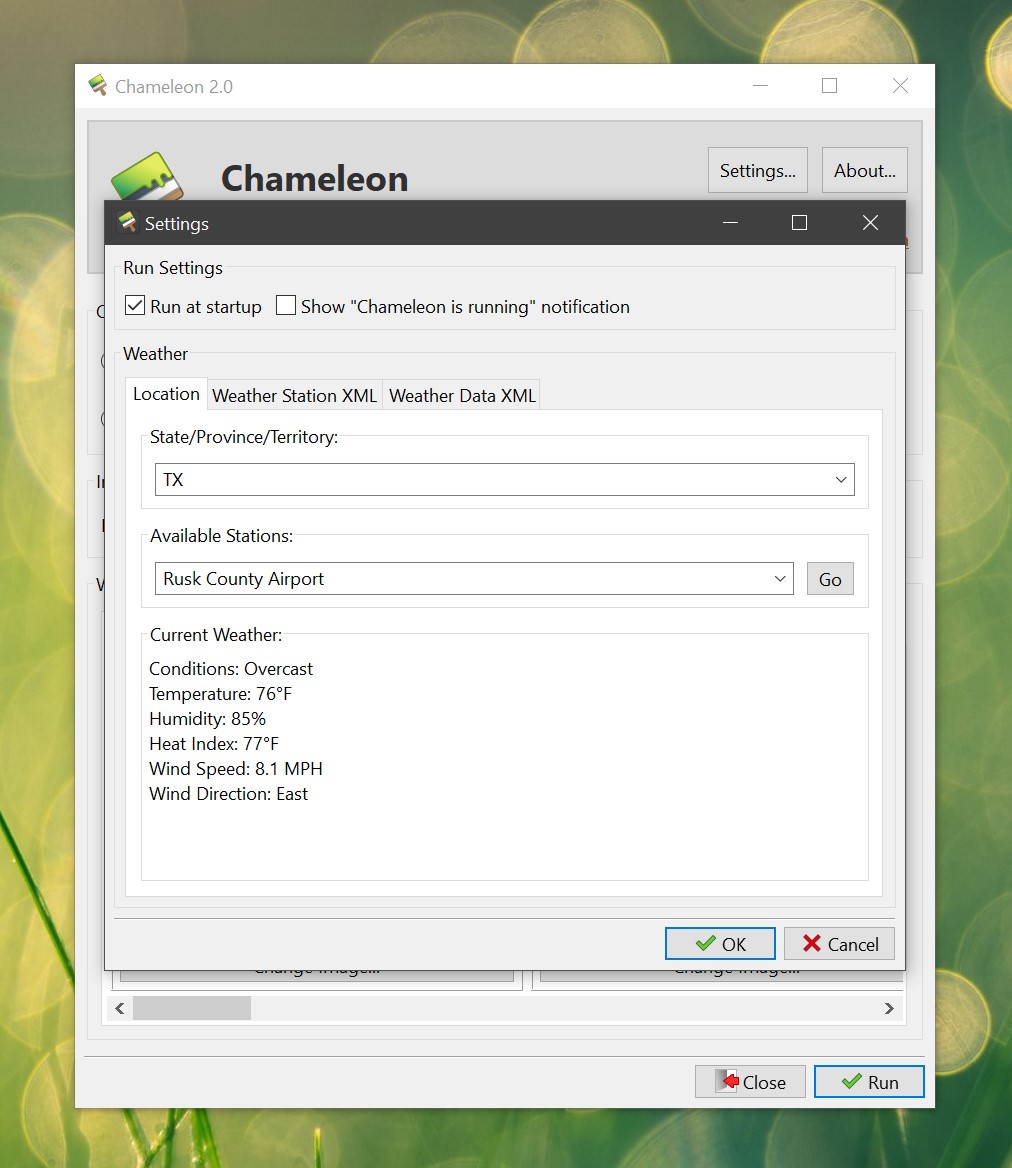 Chameleon 2.0
Chameleon
Settings...
About...
Settings
Run Settings
Run at startup
Show "Chameleon is running" notification
Weather
Location
Weather Station XML
Weather Data XML
State/Province/Territory:
TX
Available Stations:
Rusk County Airport
Go
Current Weather:
Conditions: Overcast
Temperature: 76°F
Humidity: 85%
Heat Index: 77°F
Wind Speed: 8.1 MPH
Wind Direction: East
OK
Cancel
Change Image...
Change Image...
Close
Run